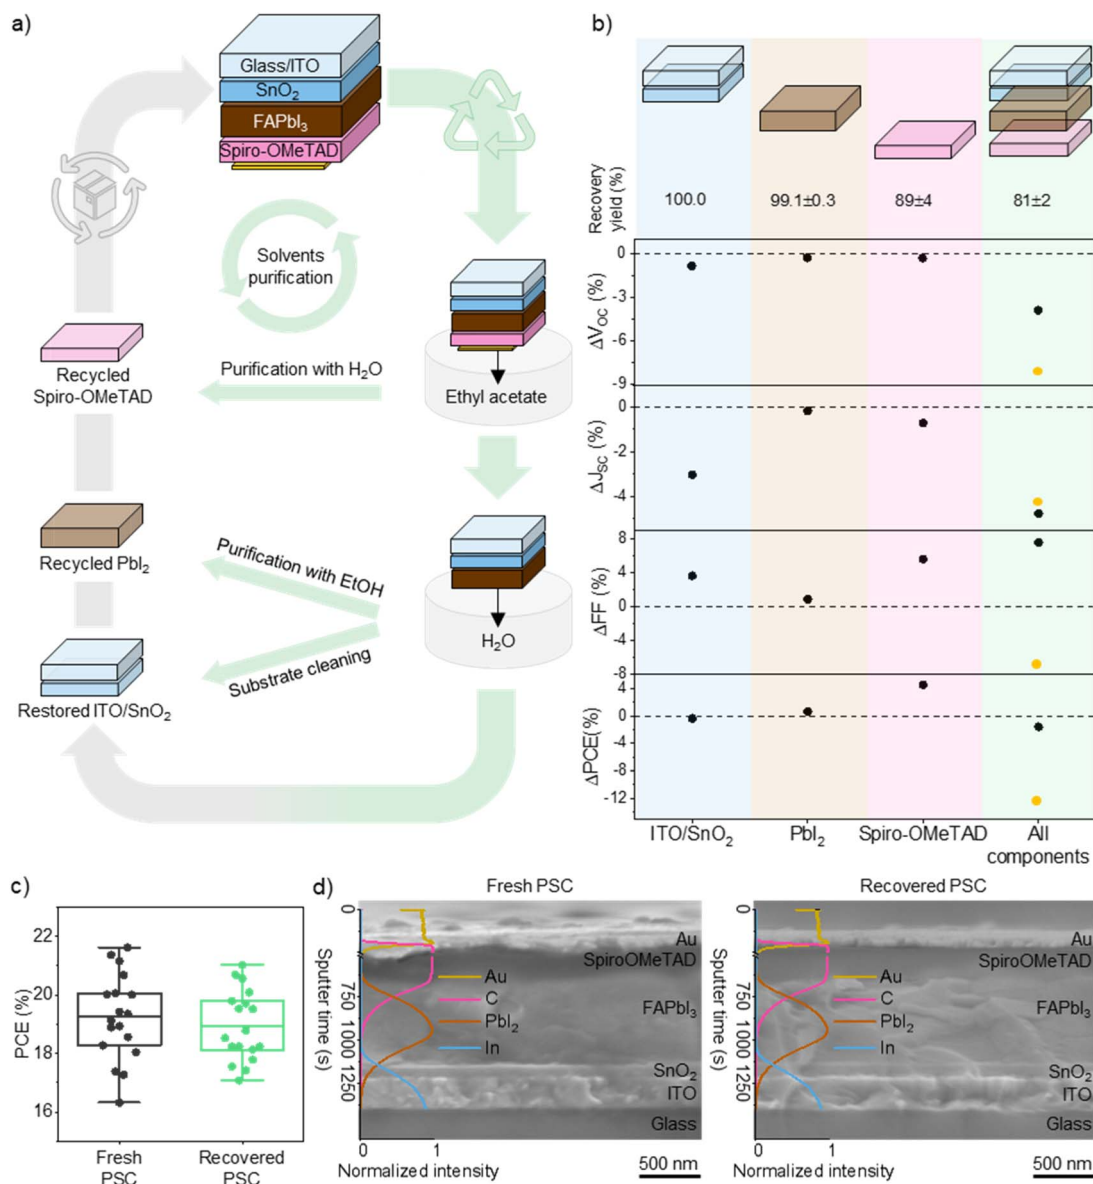 a)
Glass/ITO
SnO₂
FAPbI₃
Spiro-OMeTAD
Solvents
purification
Recycled
Spiro-OMeTAD
Purification with H₂O
Ethyl acetate
Recycled PbI₂
Purification with EtOH
H₂O
Substrate cleaning
Restored ITO/SnO₂
b)
Recovery
yield (%)
100.0
99.1±0.3
89±4
81±2
ΔV_OC (%)
0
-3
-6
-9
ΔJ_SC (%)
0
-2
-4
ΔFF (%)
8
4
0
-4
-8
ΔPCE(%)
4
0
-4
-8
-12
ITO/SnO₂
PbI₂
Spiro-OMeTAD
All
components
c)
PCE (%)
22
20
18
16
Fresh
PSC
Recovered
PSC
d)
Fresh PSC
Sputter time (s)
0
750
1000
1250
Au
SpiroOMeTAD
FAPbI₃
SnO₂
ITO
Glass
Au
C
PbI₂
In
0
1
Normalized intensity
500 nm
Recovered PSC
Sputter time (s)
0
750
1000
1250
Au
SpiroOMeTAD
FAPbI₃
SnO₂
ITO
Glass
Au
C
PbI₂
In
0
1
Normalized intensity
500 nm